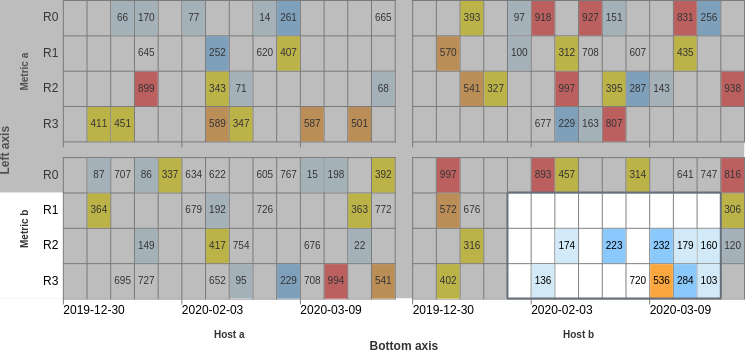 R0 66 170 77 14 261 665 393 97 918 927 151 831 256
R1 645 252 620 407 570 100 312 708 607 435
R2 899 343 71 68 541 327 997 395 287 143 938
R3 411 451 589 347 587 501 677 229 163 807
Metric a
Left axis
R0 87 707 86 337 634 622 605 767 15 198 392 997 893 457 314 641 747 816
R1 364 679 192 726 363 772 572 676 306
R2 149 417 754 676 22 316 174 223 232 179 160 120
R3 695 727 652 95 229 708 994 541 402 136 720 536 284 103
Metric b
2019-12-30 2020-02-03 2020-03-09 2019-12-30 2020-02-03 2020-03-09
Host a Host b
Bottom axis